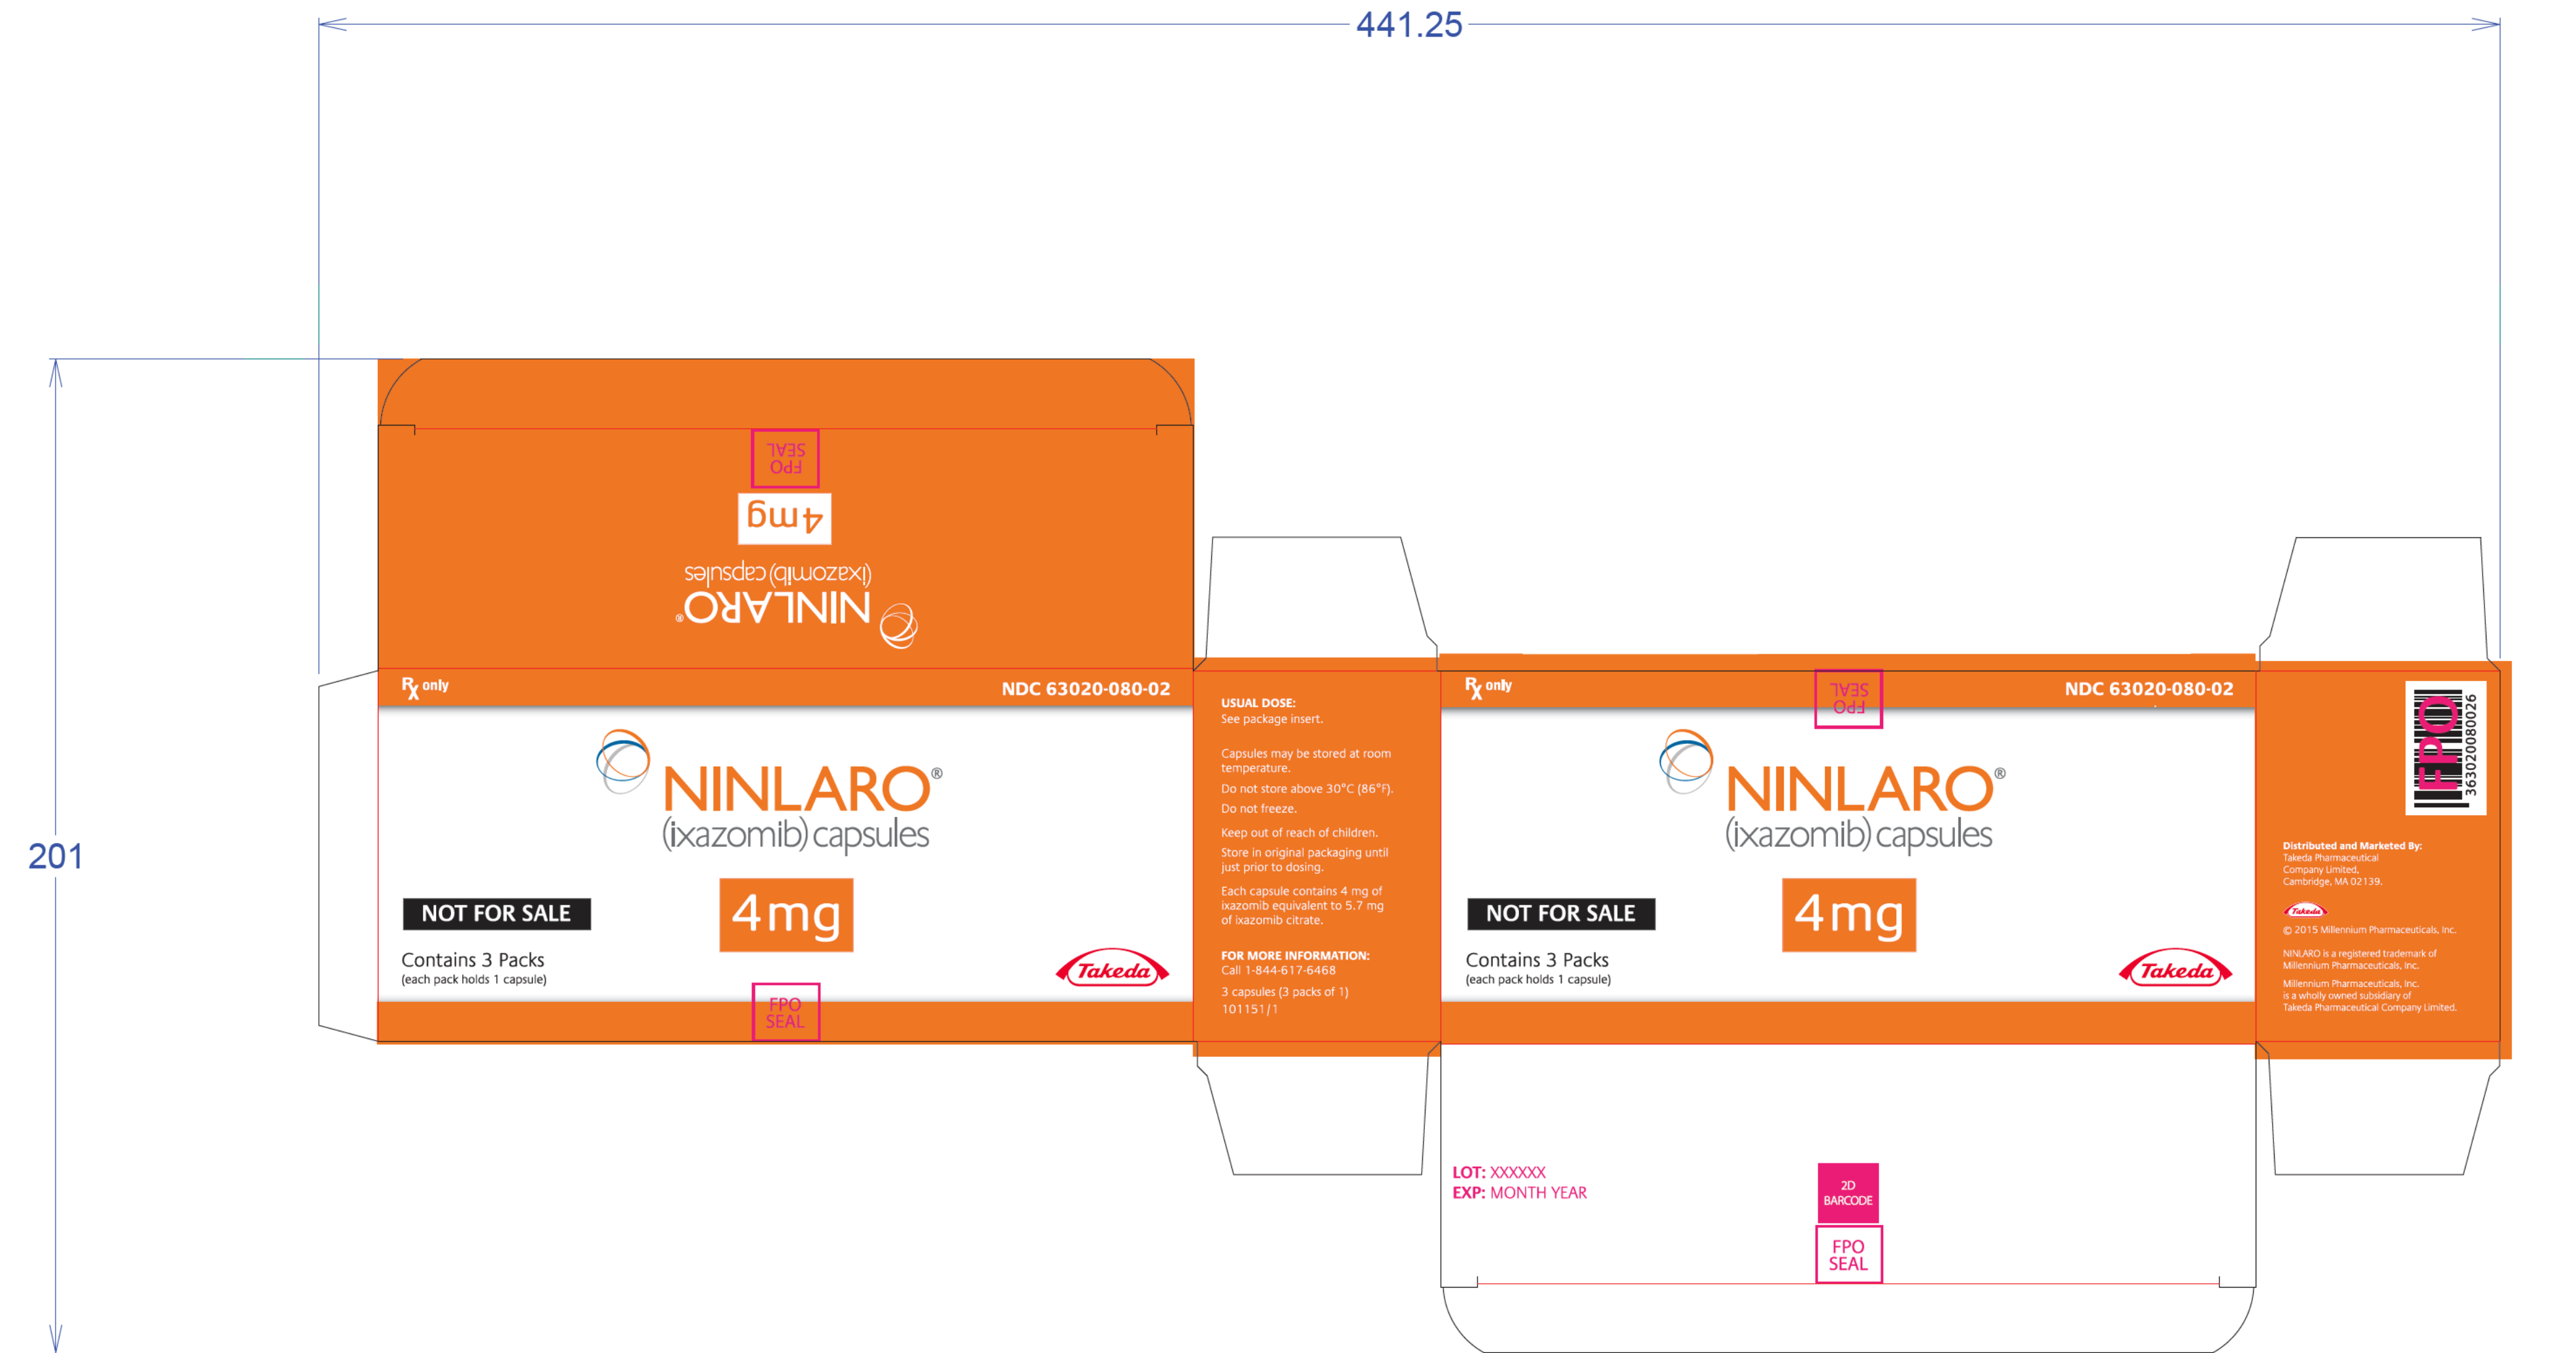 441.25
201
FPO
SEAL
4mg
(ixazomib) capsules
NINLARO®
Rx only
NDC 63020-080-02
NINLARO®
(ixazomib) capsules
4mg
NOT FOR SALE
Contains 3 Packs
(each pack holds 1 capsule)
Takeda
FPO
SEAL
USUAL DOSE:
See package insert.
Capsules may be stored at room
temperature.
Do not store above 30°C (86°F).
Do not freeze.
Keep out of reach of children.
Store in original packaging until
just prior to dosing.
Each capsule contains 4 mg of
ixazomib equivalent to 5.7 mg
of ixazomib citrate.
FOR MORE INFORMATION:
Call 1-844-617-6468
3 capsules (3 packs of 1)
101151/1
Rx only
FPO
SEAL
NDC 63020-080-02
NINLARO®
(ixazomib) capsules
4mg
NOT FOR SALE
Contains 3 Packs
(each pack holds 1 capsule)
Takeda
LOT: XXXXXX
EXP: MONTH YEAR
2D
BARCODE
FPO
SEAL
FPO
363020080026
Distributed and Marketed By:
Takeda Pharmaceutical
Company Limited,
Cambridge, MA 02139.
Takeda
© 2015 Millennium Pharmaceuticals, Inc.
NINLARO is a registered trademark of
Millennium Pharmaceuticals, Inc.
Millennium Pharmaceuticals, Inc.
is a wholly owned subsidiary of
Takeda Pharmaceutical Company Limited.